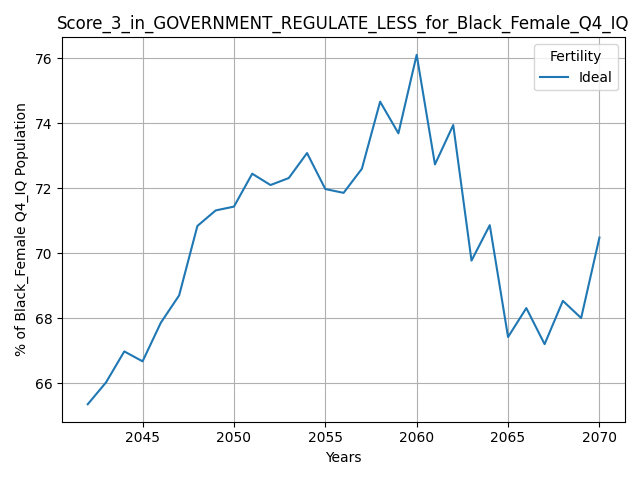 Score_3_in_GOVERNMENT_REGULATE_LESS_for_Black_Female_Q4_IQ
Fertility
Ideal
76
74
72
70
68
66
% of Black_Female Q4_IQ Population
2045
2050
2055
2060
2065
2070
Years